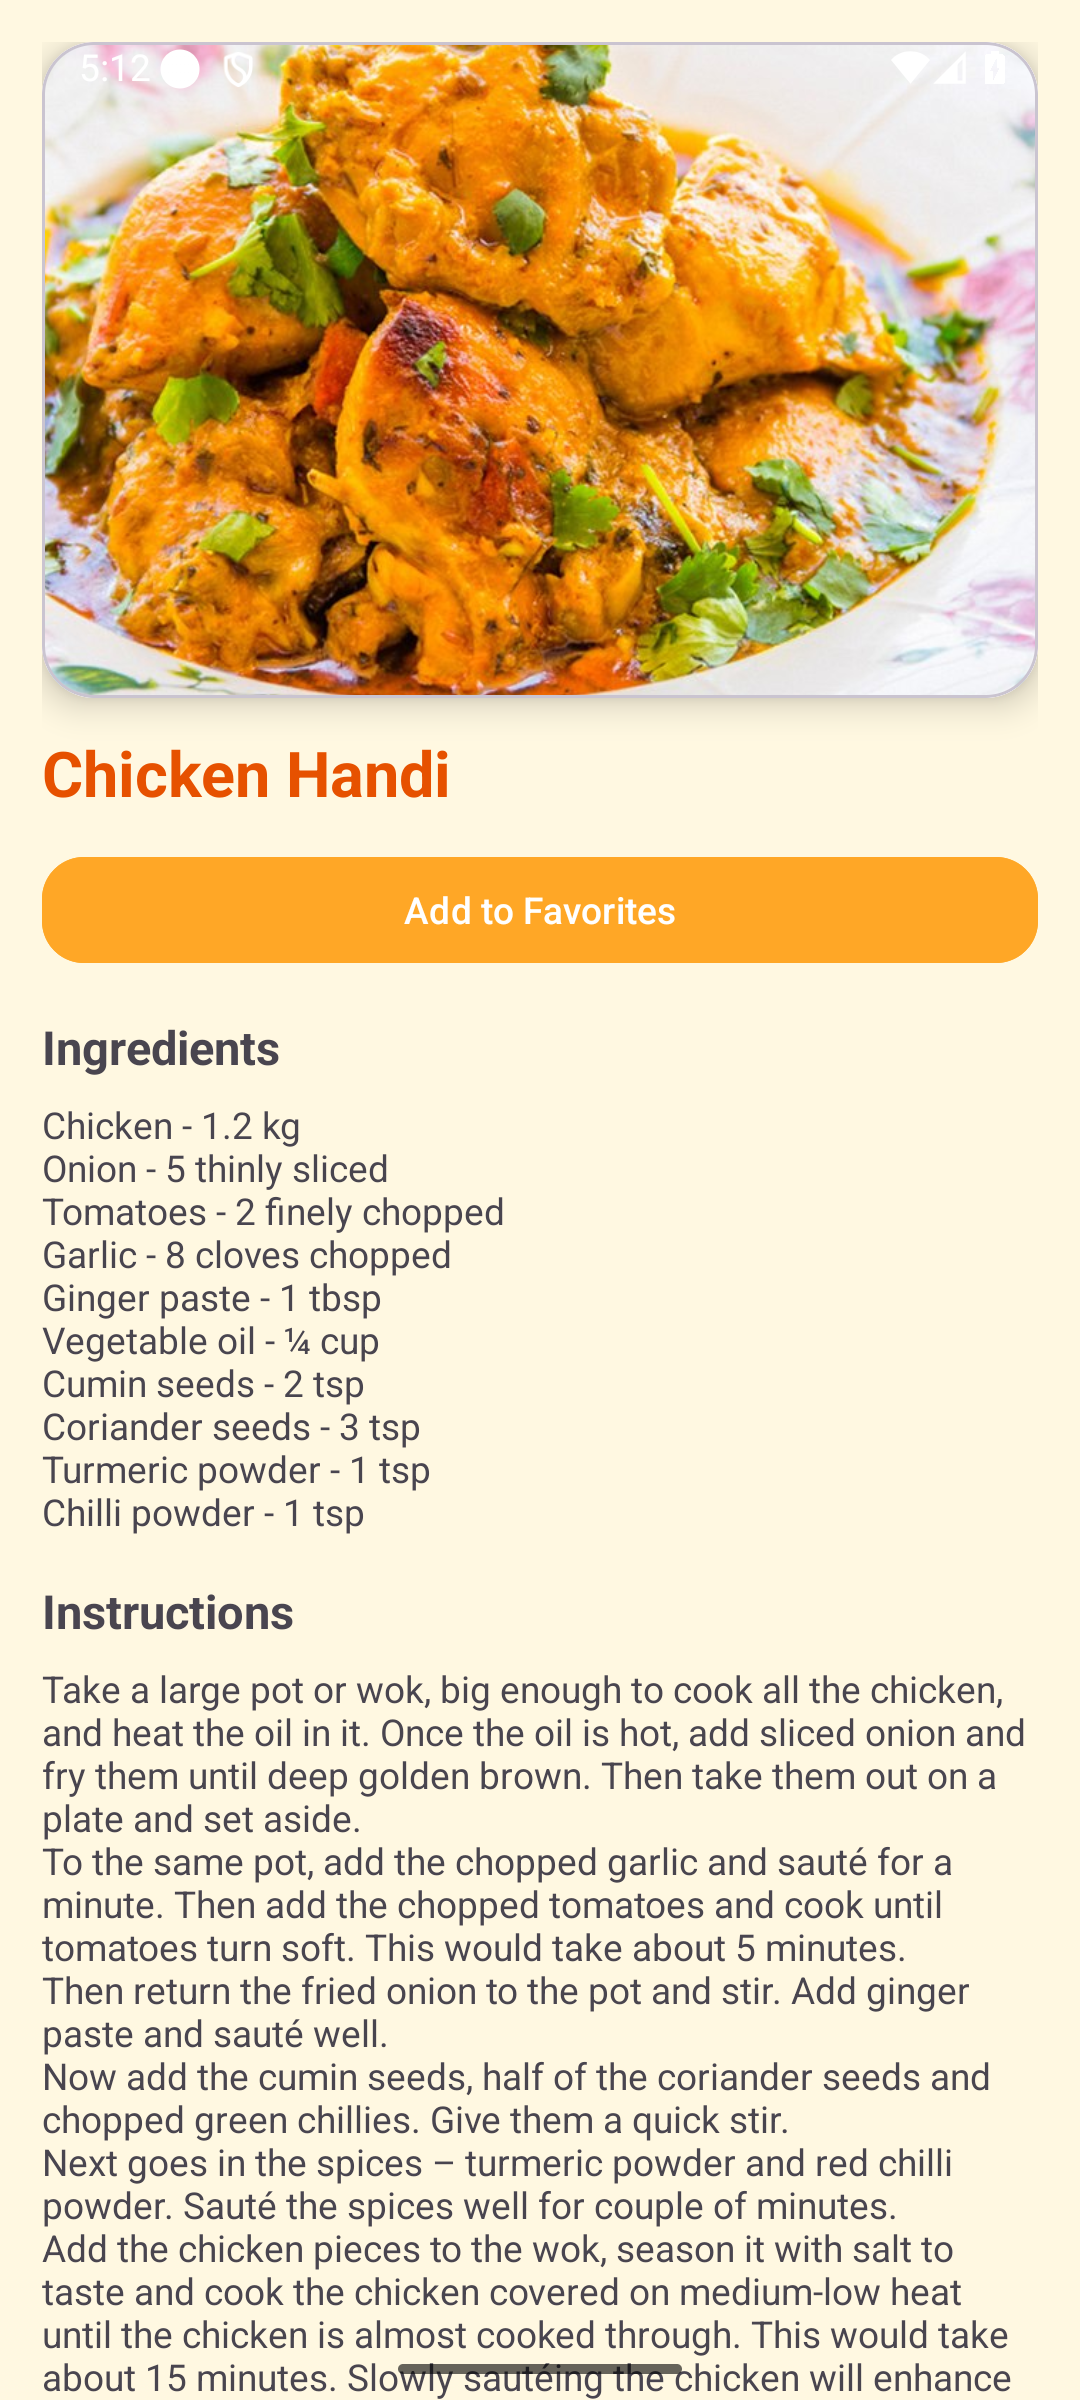 5:12
Chicken Handi
Add to Favorites
Ingredients
Chicken - 1.2 kg
Onion - 5 thinly sliced
Tomatoes - 2 finely chopped
Garlic - 8 cloves chopped
Ginger paste - 1 tbsp
Vegetable oil - ¼ cup
Cumin seeds - 2 tsp
Coriander seeds - 3 tsp
Turmeric powder - 1 tsp
Chilli powder - 1 tsp
Instructions
Take a large pot or wok, big enough to cook all the chicken,
and heat the oil in it. Once the oil is hot, add sliced onion and
fry them until deep golden brown. Then take them out on a
plate and set aside.
To the same pot, add the chopped garlic and sauté for a
minute. Then add the chopped tomatoes and cook until
tomatoes turn soft. This would take about 5 minutes.
Then return the fried onion to the pot and stir. Add ginger
paste and sauté well.
Now add the cumin seeds, half of the coriander seeds and
chopped green chillies. Give them a quick stir.
Next goes in the spices – turmeric powder and red chilli
powder. Sauté the spices well for couple of minutes.
Add the chicken pieces to the wok, season it with salt to
taste and cook the chicken covered on medium-low heat
until the chicken is almost cooked through. This would take
about 15 minutes. Slowly sautéing the chicken will enhance